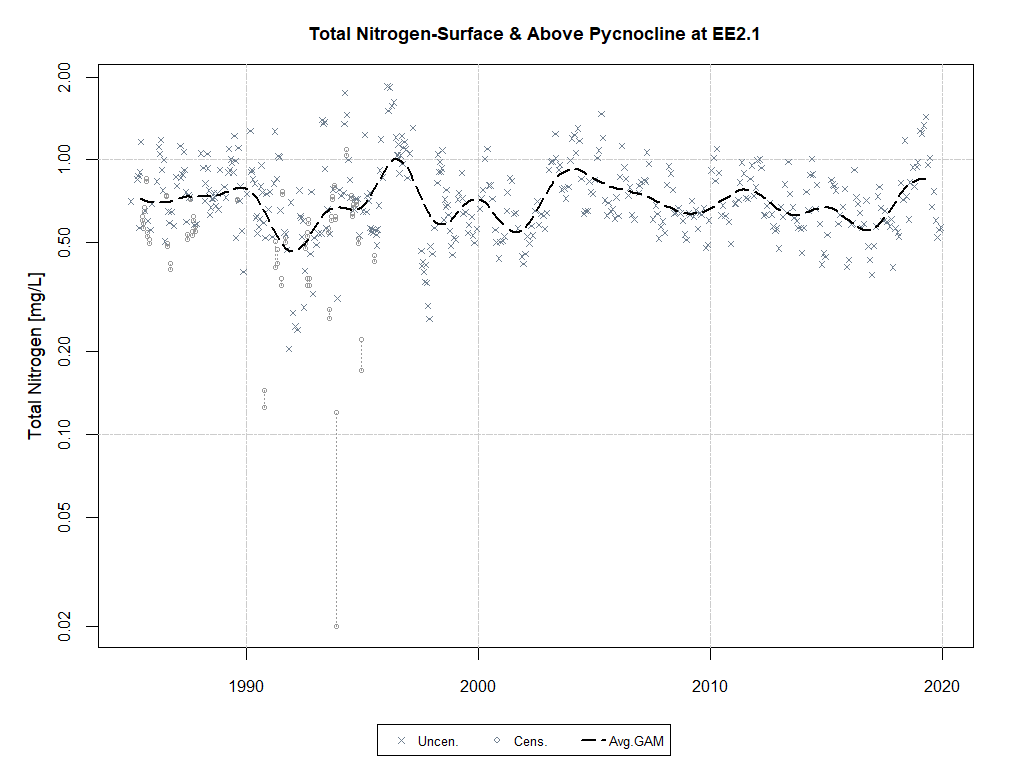 Total Nitrogen-Surface & Above Pycnocline at EE2.1
Total Nitrogen [mg/L]
2.00
1.00
0.50
0.20
0.10
0.05
0.02
1990
2000
2010
2020
Uncen.
Cens.
Avg.GAM